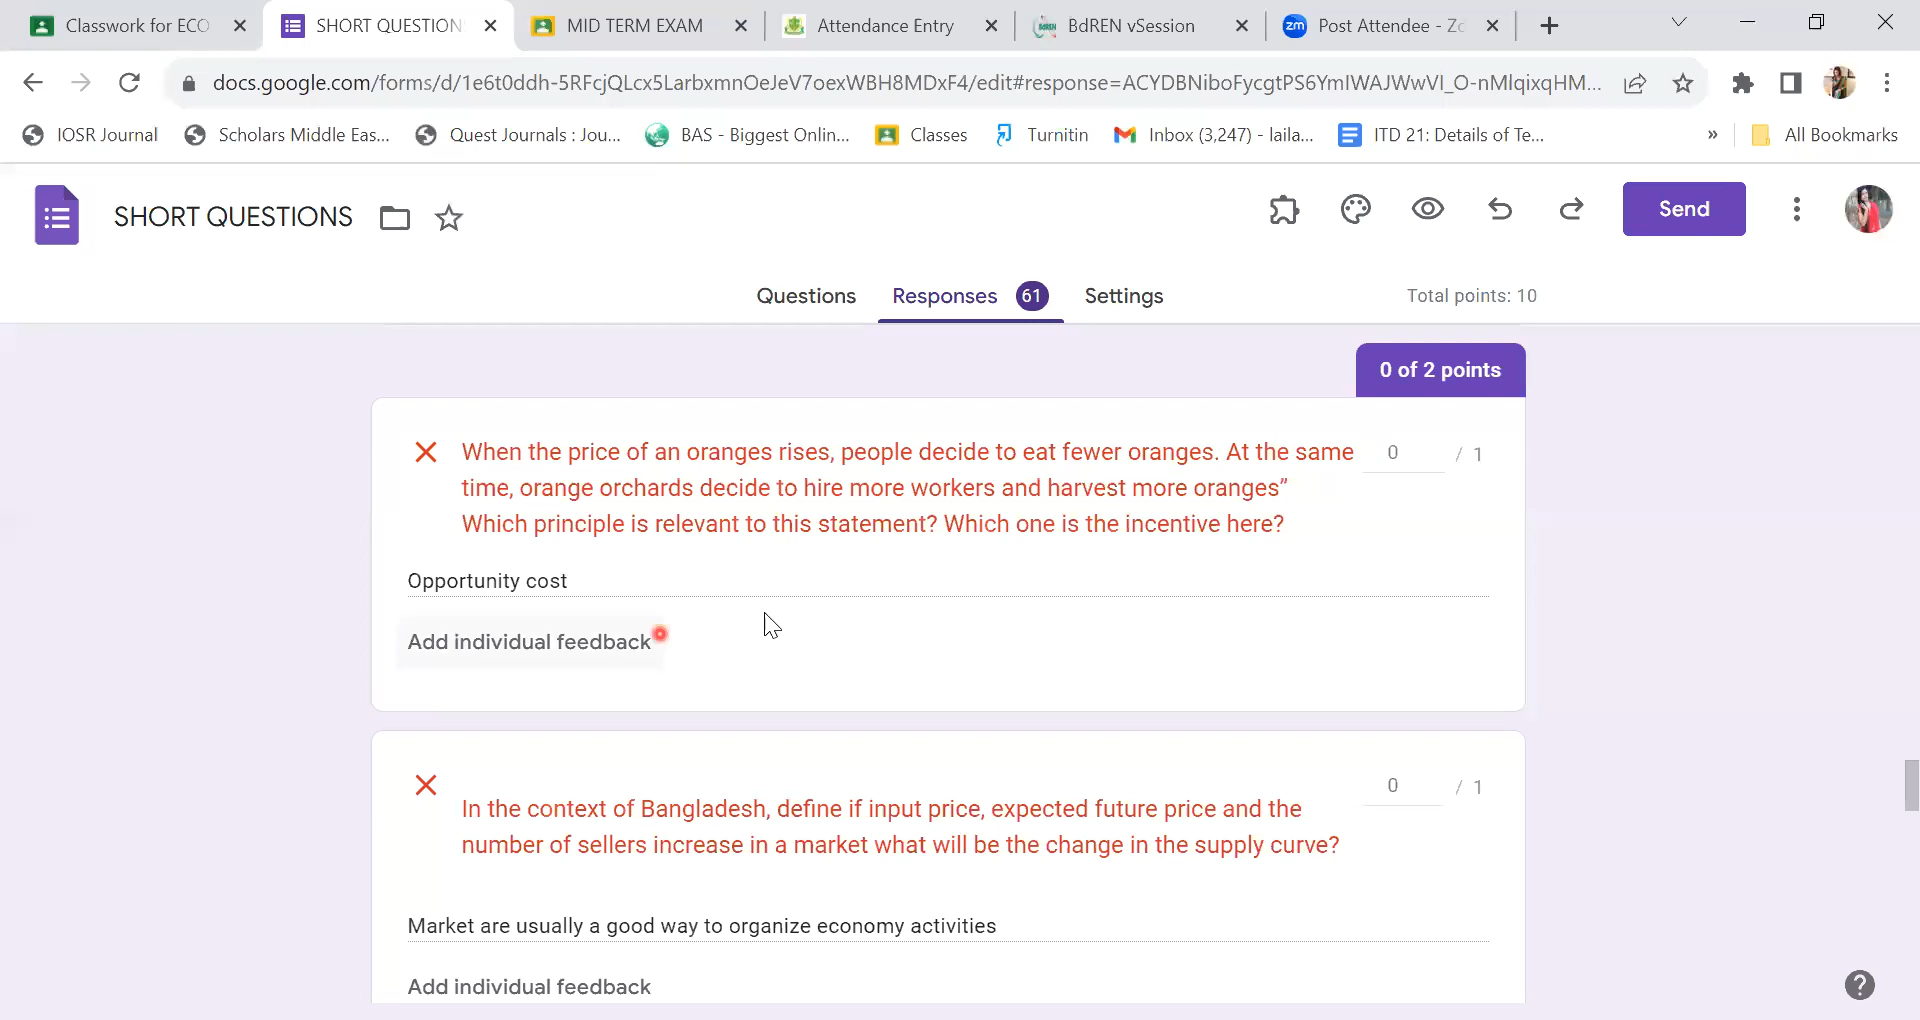 Classwork for ECO
SHORT QUESTION
MID TERM EXAM
Attendance Entry
BdREN vSession
zm
Post Attendee - Zo
docs.google.com/forms/d/1e6t0ddh-5RFcjQLcx5LarbxmnOeJeV7oexWBH8MDxF4/edit#response=ACYDBNiboFycgtPS6YmIWAJWwVI_O-nMlqixqHM...
IOSR Journal
Scholars Middle Eas...
Quest Journals : Jou...
BAS - Biggest Onlin...
Classes
Turnitin
Inbox (3,247) - laila...
ITD 21: Details of Te...
»
All Bookmarks
SHORT QUESTIONS
Send
Questions
Responses 61
Settings
Total points: 10
0 of 2 points
When the price of an oranges rises, people decide to eat fewer oranges. At the same
time, orange orchards decide to hire more workers and harvest more oranges”
Which principle is relevant to this statement? Which one is the incentive here?
0 / 1
Opportunity cost
Add individual feedback
In the context of Bangladesh, define if input price, expected future price and the
number of sellers increase in a market what will be the change in the supply curve?
0 / 1
Market are usually a good way to organize economy activities
Add individual feedback